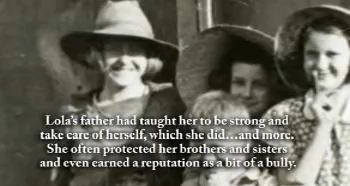 Lola's father had taught her to be strong and
take care of herself, which she did...and more.
She often protected her brothers and sisters
and even earned a reputation as a bit of a bully.